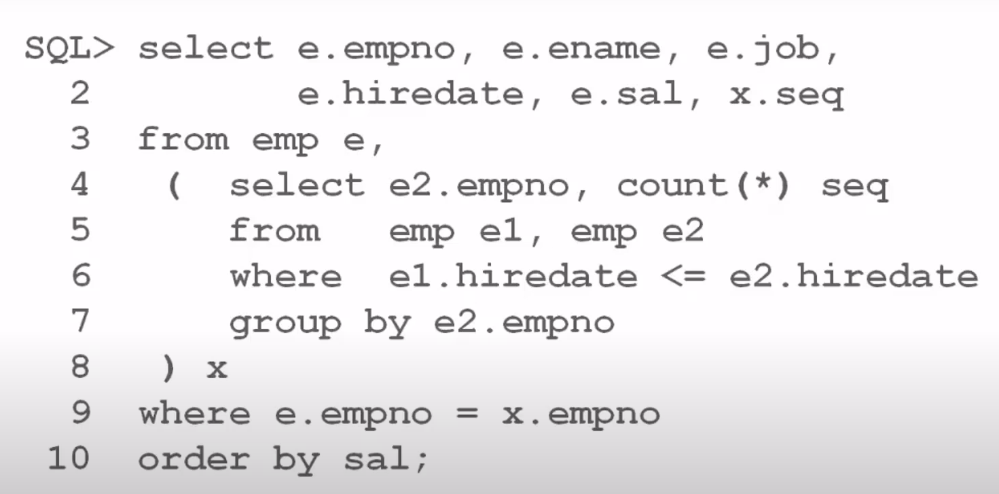 SQL> select e.empno, e.ename, e.job,
2 e.hiredate, e.sal, x.seq
3 from emp e,
4 ( select e2.empno, count(*) seq
5 from emp e1, emp e2
6 where e1.hiredate <= e2.hiredate
7 group by e2.empno
8 ) x
9 where e.empno = x.empno
10 order by sal;